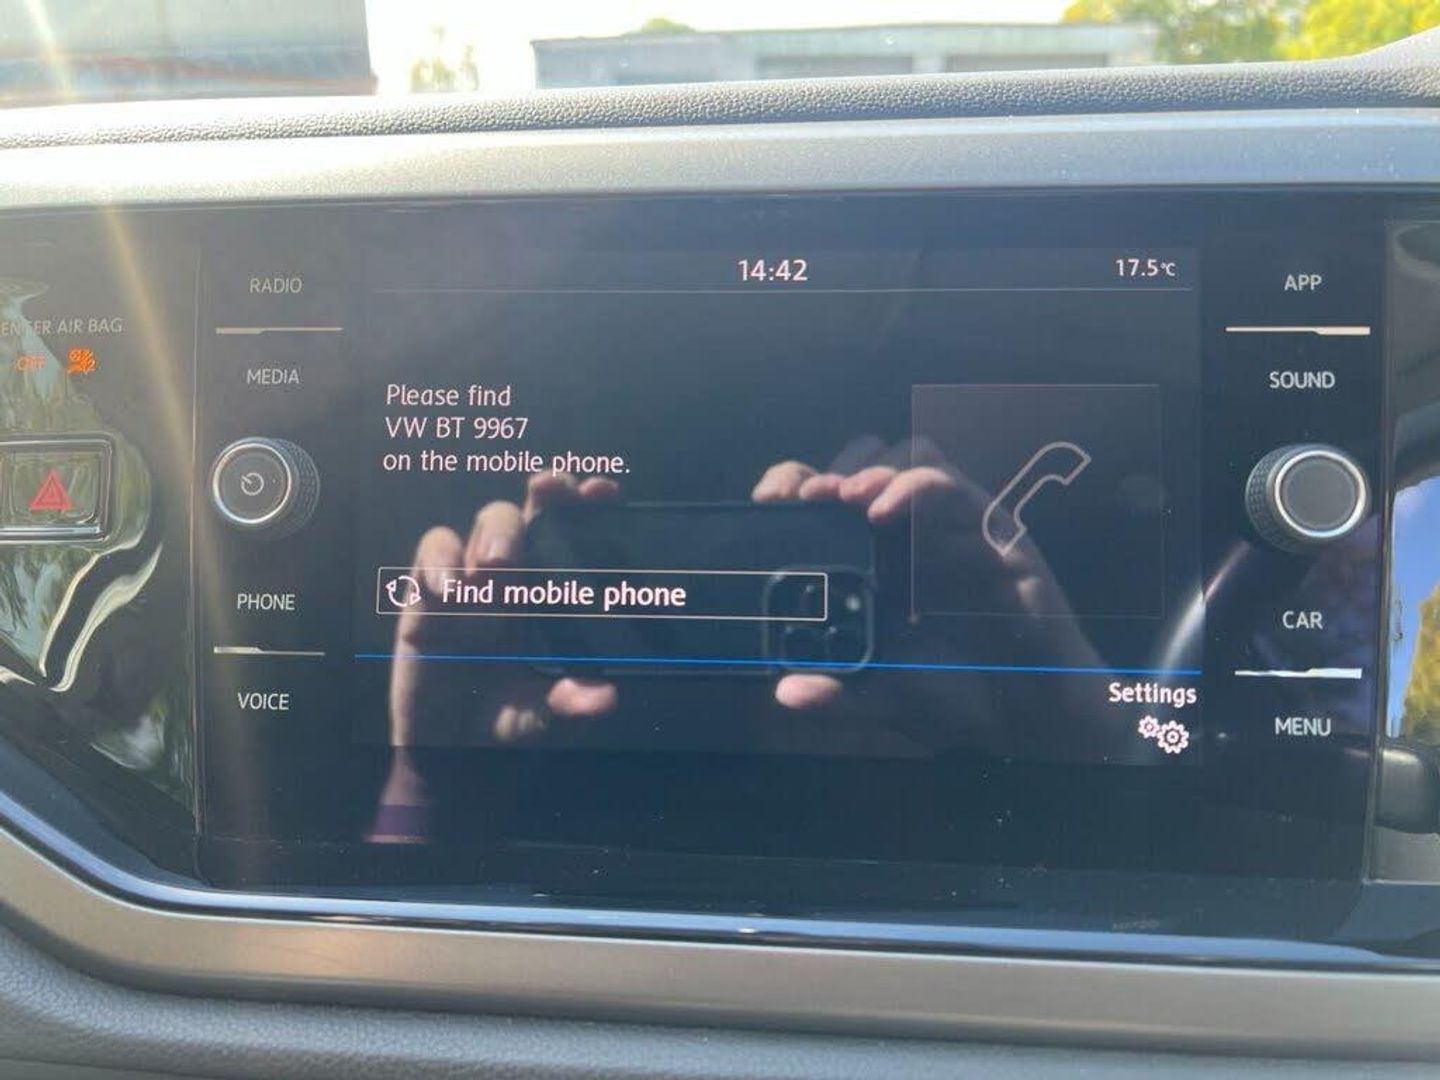 14:42
17.5°C
RADIO
APP
AIR BAG
OFF
MEDIA
SOUND
Please find
VW BT 9967
on the mobile phone.
Find mobile phone
PHONE
CAR
VOICE
Settings
MENU